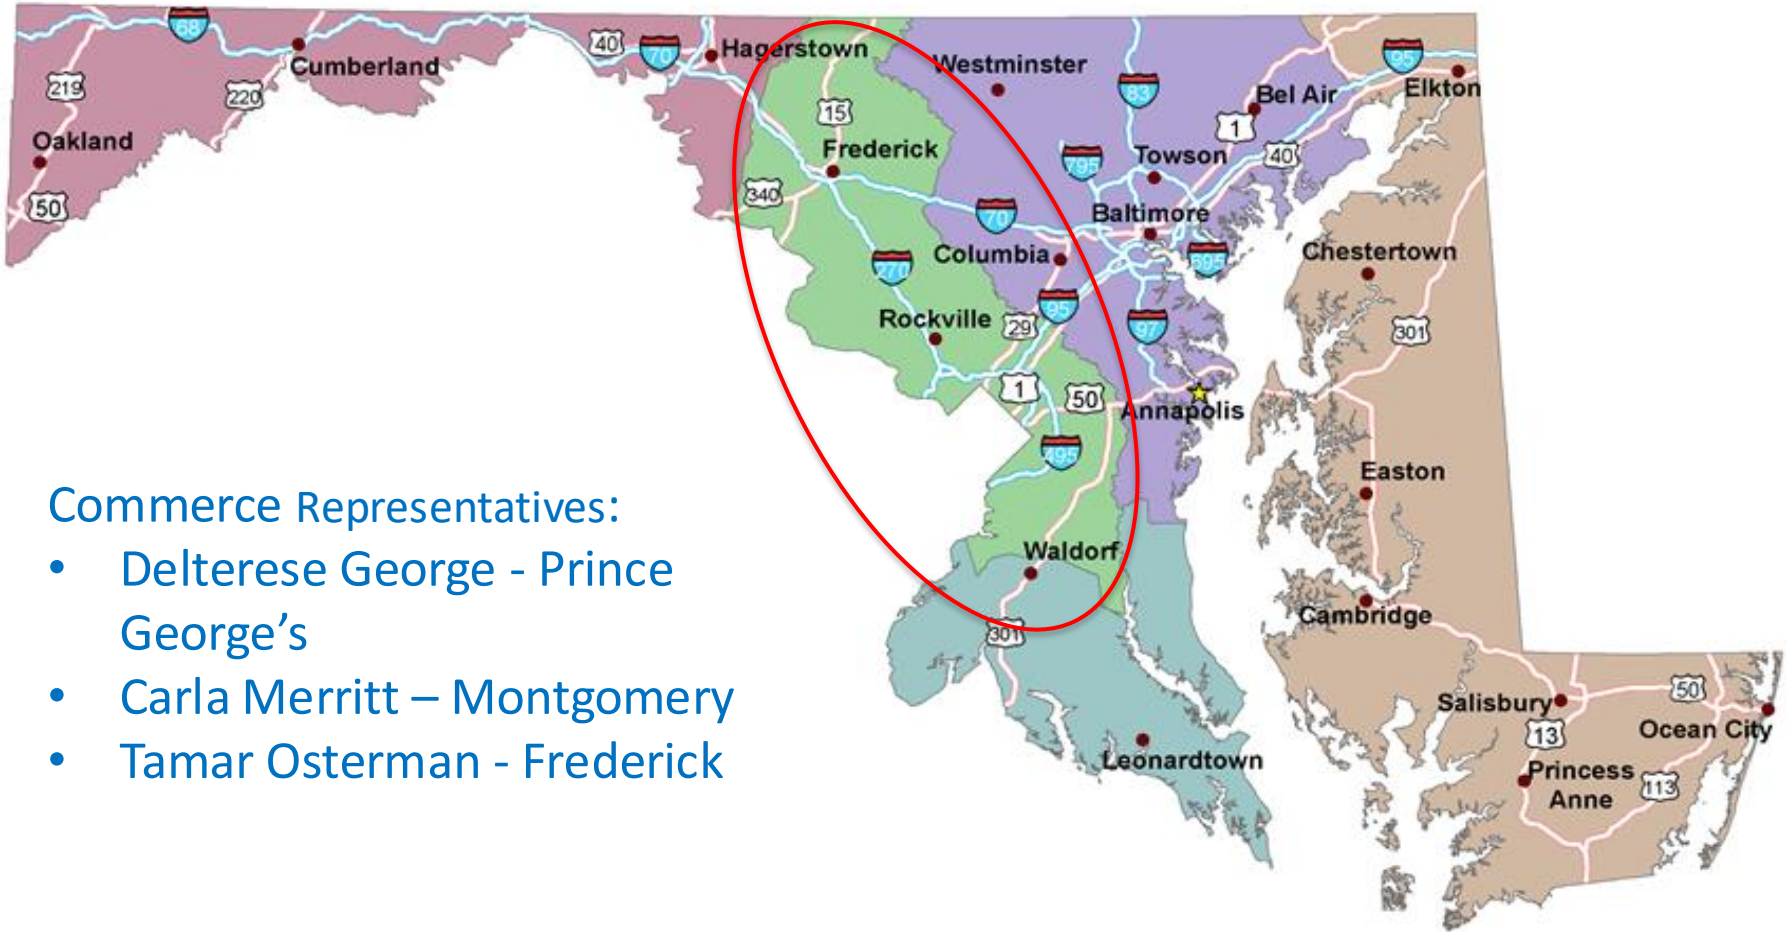 68
40
70
Hagerstown
Cumberland
219
220
Oakland
50
15
Frederick
340
Westminster
83
95
Elkton
Bel Air
1
40
795
Towson
70
Baltimore
Columbia
695
270
95
Rockville
29
97
1
50
Annapolis
495
Waldorf
301
Leonardtown
Chestertown
301
Easton
Cambridge
Salisbury
50
13
Ocean City
Princess
Anne
113
Commerce Representatives:
• Delterese George - Prince
George’s
• Carla Merritt – Montgomery
• Tamar Osterman - Frederick